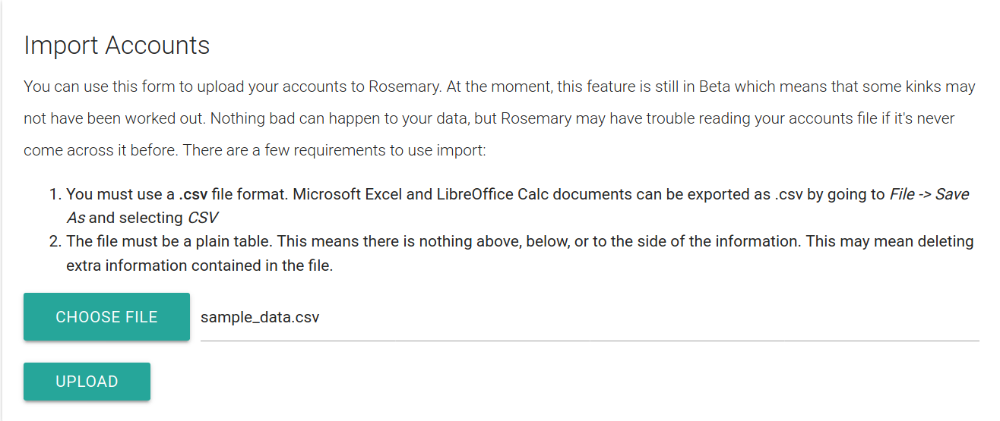 Import Accounts
You can use this form to upload your accounts to Rosemary. At the moment, this feature is still in Beta which means that some kinks may
not have been worked out. Nothing bad can happen to your data, but Rosemary may have trouble reading your accounts file if it's never
come across it before. There are a few requirements to use import:
1. You must use a .csv file format. Microsoft Excel and LibreOffice Calc documents can be exported as .csv by going to File -> Save
As and selecting CSV
2. The file must be a plain table. This means there is nothing above, below, or to the side of the information. This may mean deleting
extra information contained in the file.
CHOOSE FILE sample_data.csv
UPLOAD